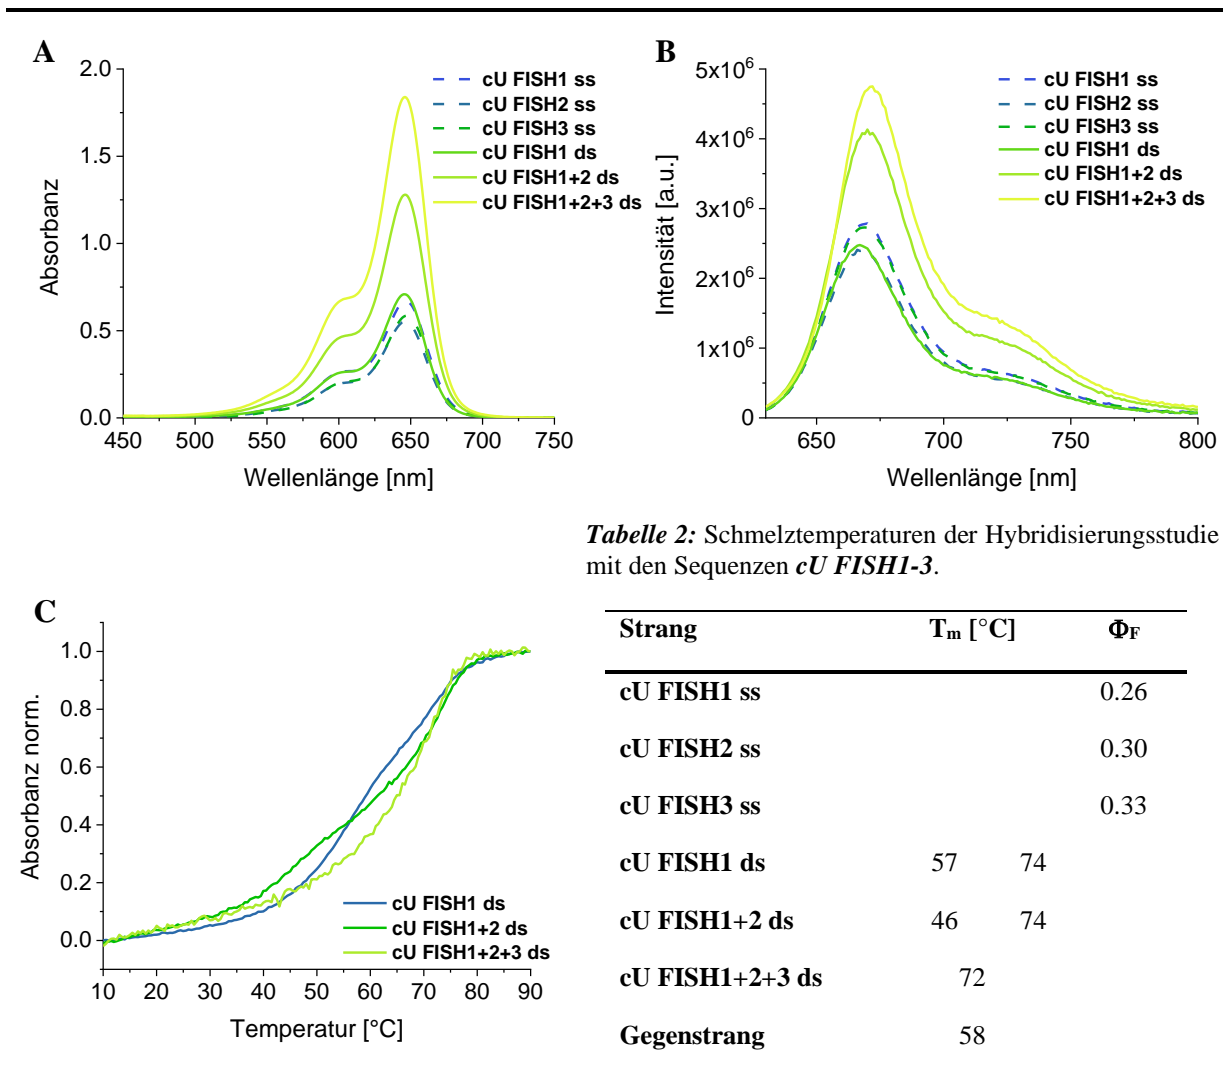 A
2.0
1.5
1.0
0.5
0.0
Absorbanz
450 500 550 600 650 700 750
Wellenlänge [nm]
cU FISH1 ss
cU FISH2 ss
cU FISH3 ss
cU FISH1 ds
cU FISH1+2 ds
cU FISH1+2+3 ds
B
5x10⁶
4x10⁶
3x10⁶
2x10⁶
1x10⁶
0
Intensität [a.u.]
650 700 750 800
Wellenlänge [nm]
cU FISH1 ss
cU FISH2 ss
cU FISH3 ss
cU FISH1 ds
cU FISH1+2 ds
cU FISH1+2+3 ds
Tabelle 2: Schmelztemperaturen der Hybridisierungsstudie
mit den Sequenzen cU FISH1-3.
C
1.0
0.8
0.6
0.4
0.2
0.0
Absorbanz norm.
10 20 30 40 50 60 70 80 90
Temperatur [°C]
cU FISH1 ds
cU FISH1+2 ds
cU FISH1+2+3 ds
Strang Tm [°C] ΦF
cU FISH1 ss 0.26
cU FISH2 ss 0.30
cU FISH3 ss 0.33
cU FISH1 ds 57 74
cU FISH1+2 ds 46 74
cU FISH1+2+3 ds 72
Gegenstrang 58